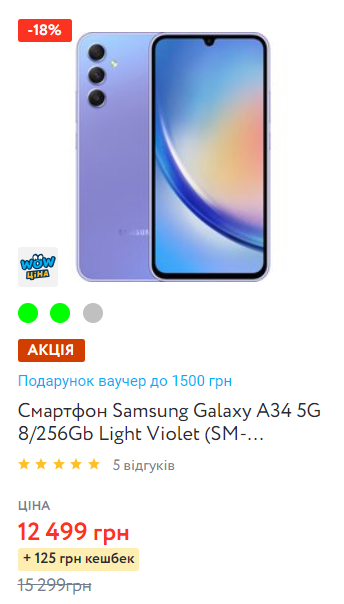 -18%
SAMSUNG
WOW
ЦІНА
АКЦІЯ
Подарунок ваучер до 1500 грн
Смартфон Samsung Galaxy A34 5G
8/256Gb Light Violet (SM-...
5 відгуків
ЦІНА
12 499 грн
+ 125 грн кешбек
15 299грн